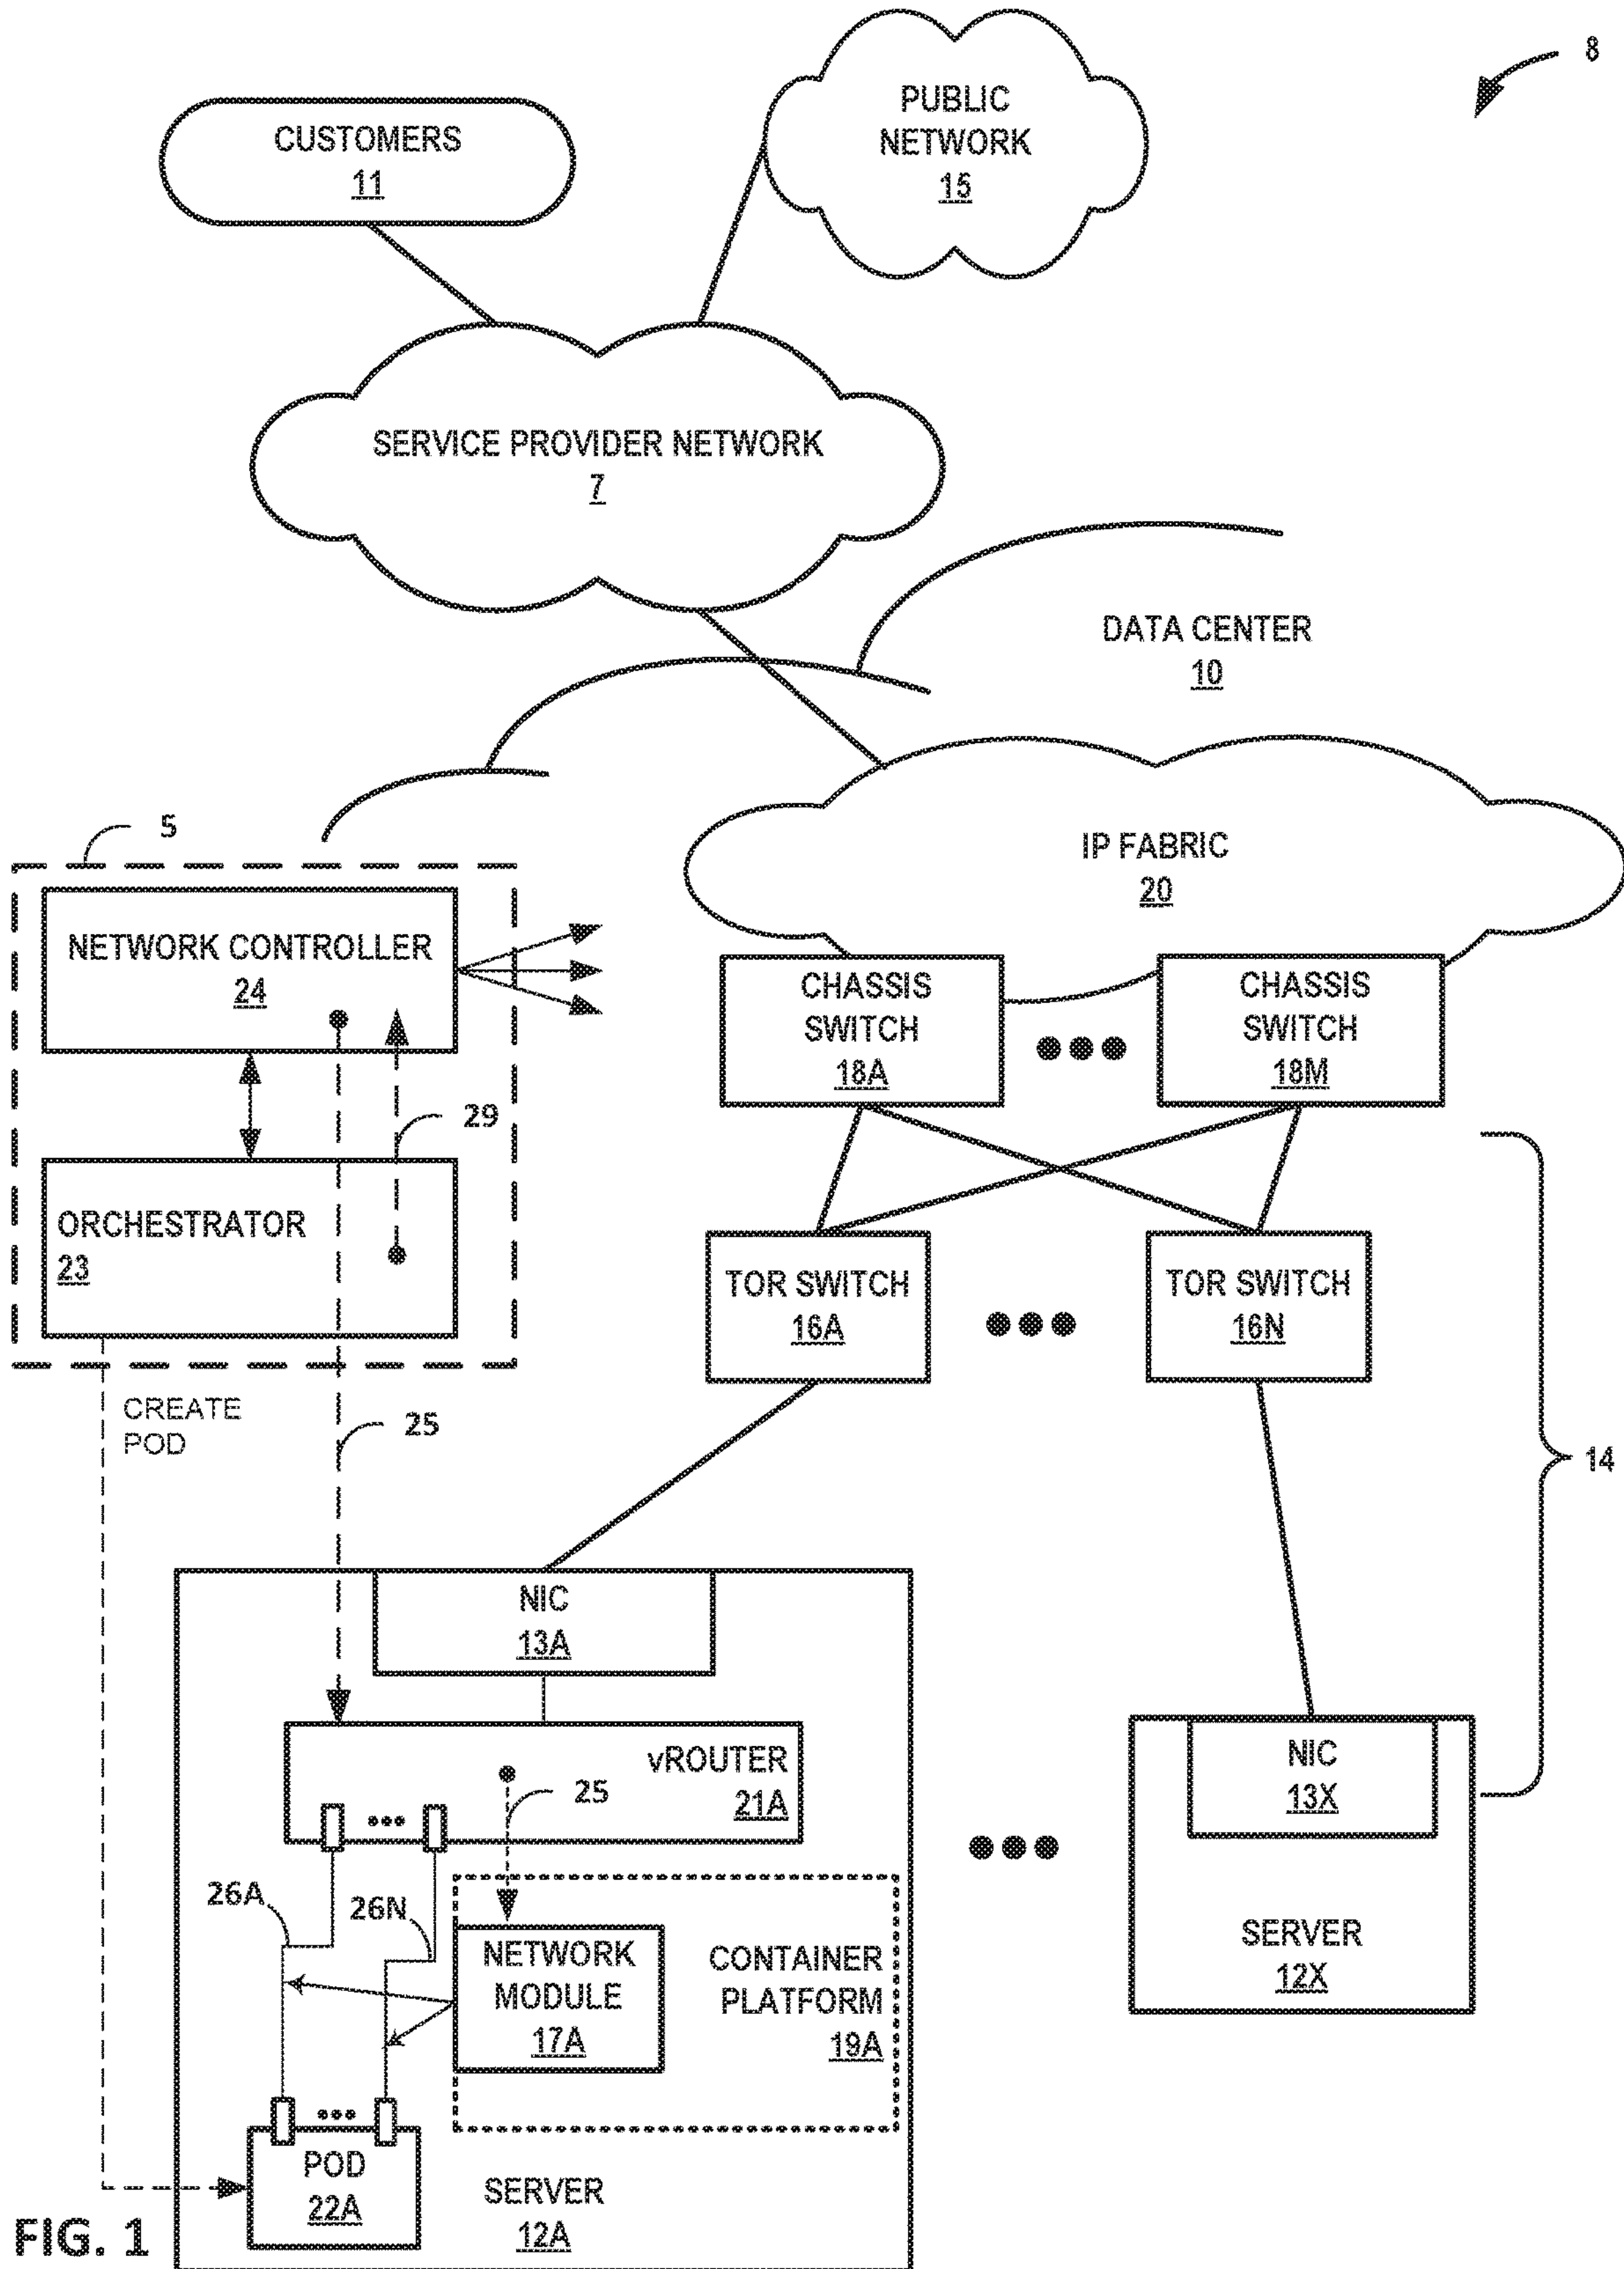 8
PUBLIC
NETWORK
15
CUSTOMERS
11
SERVICE PROVIDER NETWORK
7
DATA CENTER
10
5
IP FABRIC
20
NETWORK CONTROLLER
24
CHASSIS
SWITCH
18A
CHASSIS
SWITCH
18M
29
ORCHESTRATOR
23
TOR SWITCH
16A
TOR SWITCH
16N
CREATE
POD
25
14
NIC
13A
vROUTER
21A
25
NIC
13X
26A
26N
NETWORK
MODULE
17A
CONTAINER
PLATFORM
19A
SERVER
12X
POD
22A
SERVER
12A
FIG. 1